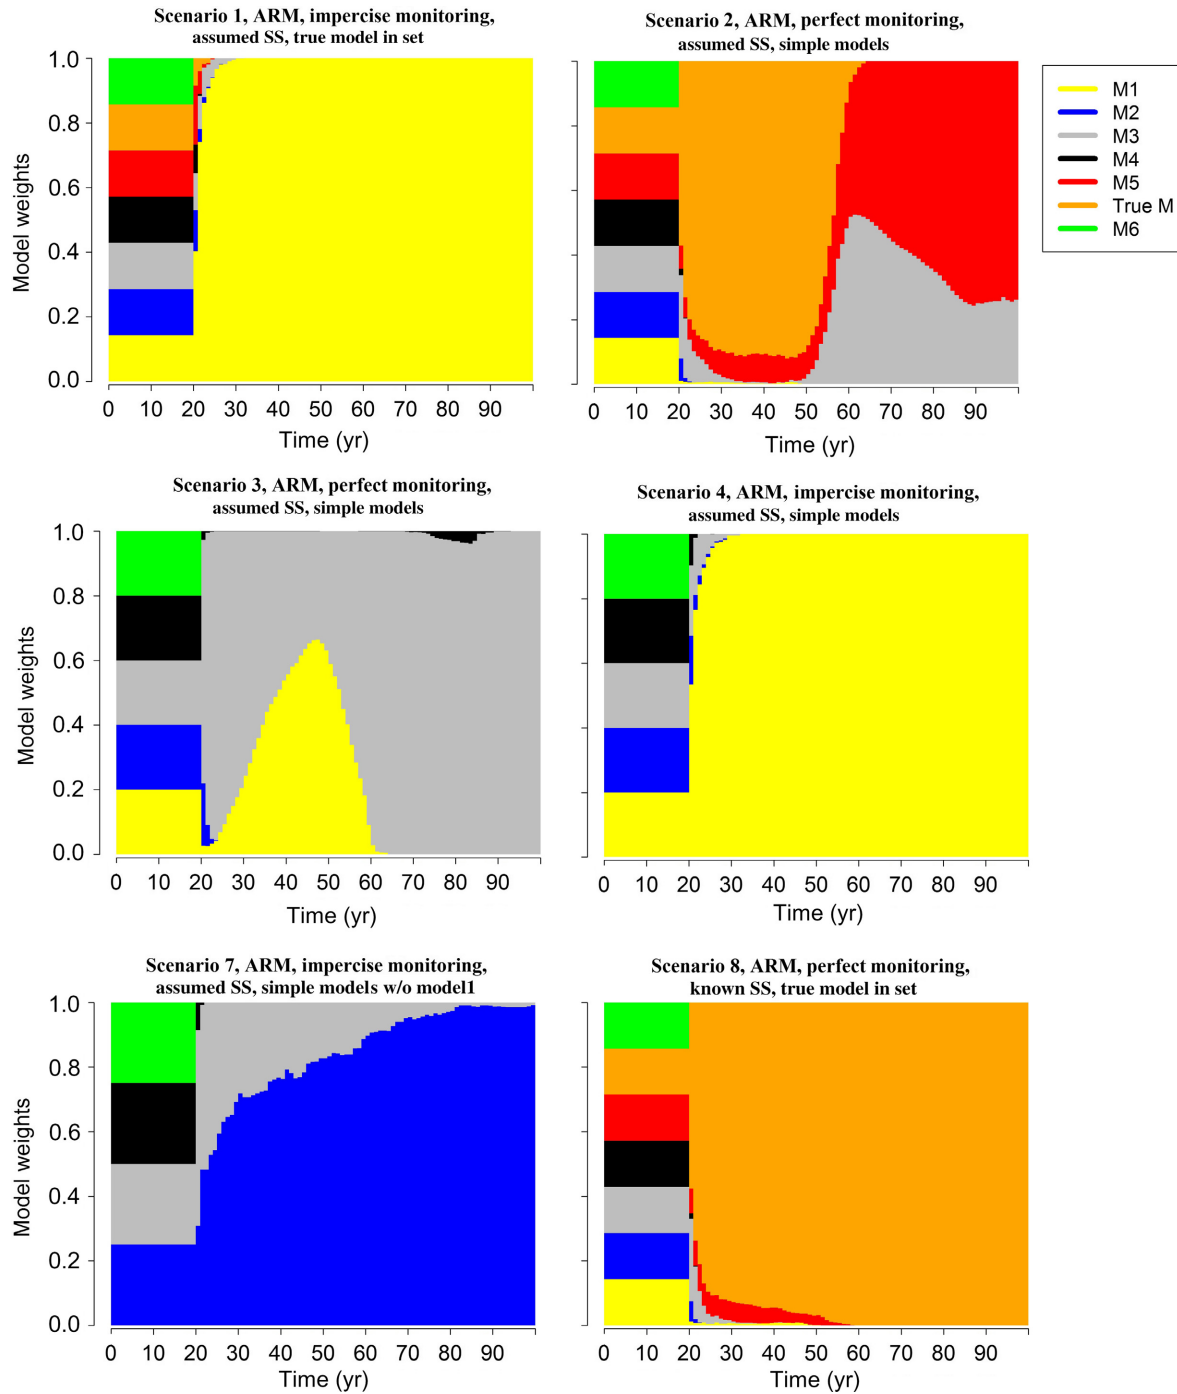 Scenario 1, ARM, impercise monitoring,
assumed SS, true model in set
Model weights
1.0
0.8
0.6
0.4
0.2
0.0
0 10 20 30 40 50 60 70 80 90
Time (yr)
Scenario 2, ARM, perfect monitoring,
assumed SS, simple models
0 10 20 30 40 50 60 70 80 90
Time (yr)
M1
M2
M3
M4
M5
True M
M6
Scenario 3, ARM, perfect monitoring,
assumed SS, simple models
Model weights
1.0
0.8
0.6
0.4
0.2
0.0
0 10 20 30 40 50 60 70 80 90
Time (yr)
Scenario 4, ARM, impercise monitoring,
assumed SS, simple models
0 10 20 30 40 50 60 70 80 90
Time (yr)
Scenario 7, ARM, impercise monitoring,
assumed SS, simple models w/o model1
Model weights
1.0
0.8
0.6
0.4
0.2
0.0
0 10 20 30 40 50 60 70 80 90
Time (yr)
Scenario 8, ARM, perfect monitoring,
known SS, true model in set
0 10 20 30 40 50 60 70 80 90
Time (yr)